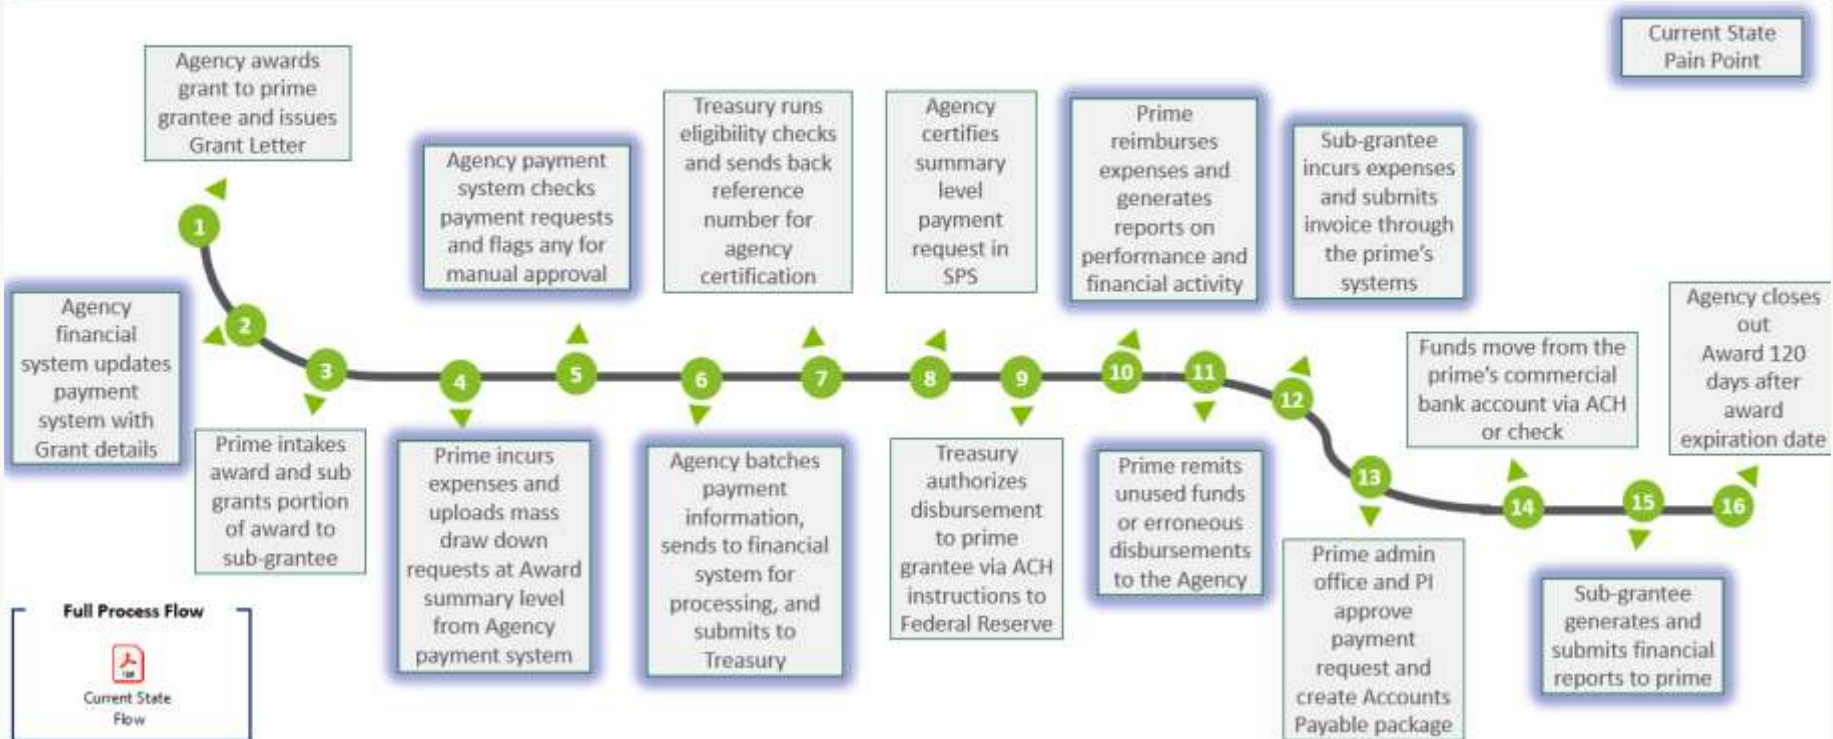 Current State
Pain Point
1
Agency awards
grant to prime
grantee and issues
Grant Letter
2
Agency
financial
system updates
payment
system with
Grant details
3
Prime intakes
award and sub
grants portion
of award to
sub-grantee
4
Prime incurs
expenses and
uploads mass
draw down
requests at Award
summary level
from Agency
payment system
5
Agency payment
system checks
payment requests
and flags any for
manual approval
6
Agency batches
payment
information,
sends to financial
system for
processing, and
submits to
Treasury
7
Treasury runs
eligibility checks
and sends back
reference
number for
agency
certification
8
Agency
certifies
summary
level
payment
request in
SPS
9
Treasury
authorizes
disbursement
to prime
grantee via ACH
instructions to
Federal Reserve
10
Prime
reimburses
expenses and
generates
reports on
performance and
financial activity
11
Prime remits
unused funds
or erroneous
disbursements
to the Agency
12
Sub-grantee
incurs expenses
and submits
invoice through
the prime's
systems
13
Prime admin
office and PI
approve
payment
request and
create Accounts
Payable package
14
Funds move from the
prime's commercial
bank account via ACH
or check
15
Sub-grantee
generates and
submits financial
reports to prime
16
Agency closes
out
Award 120
days after
award
expiration date
Full Process Flow
Current State
Flow